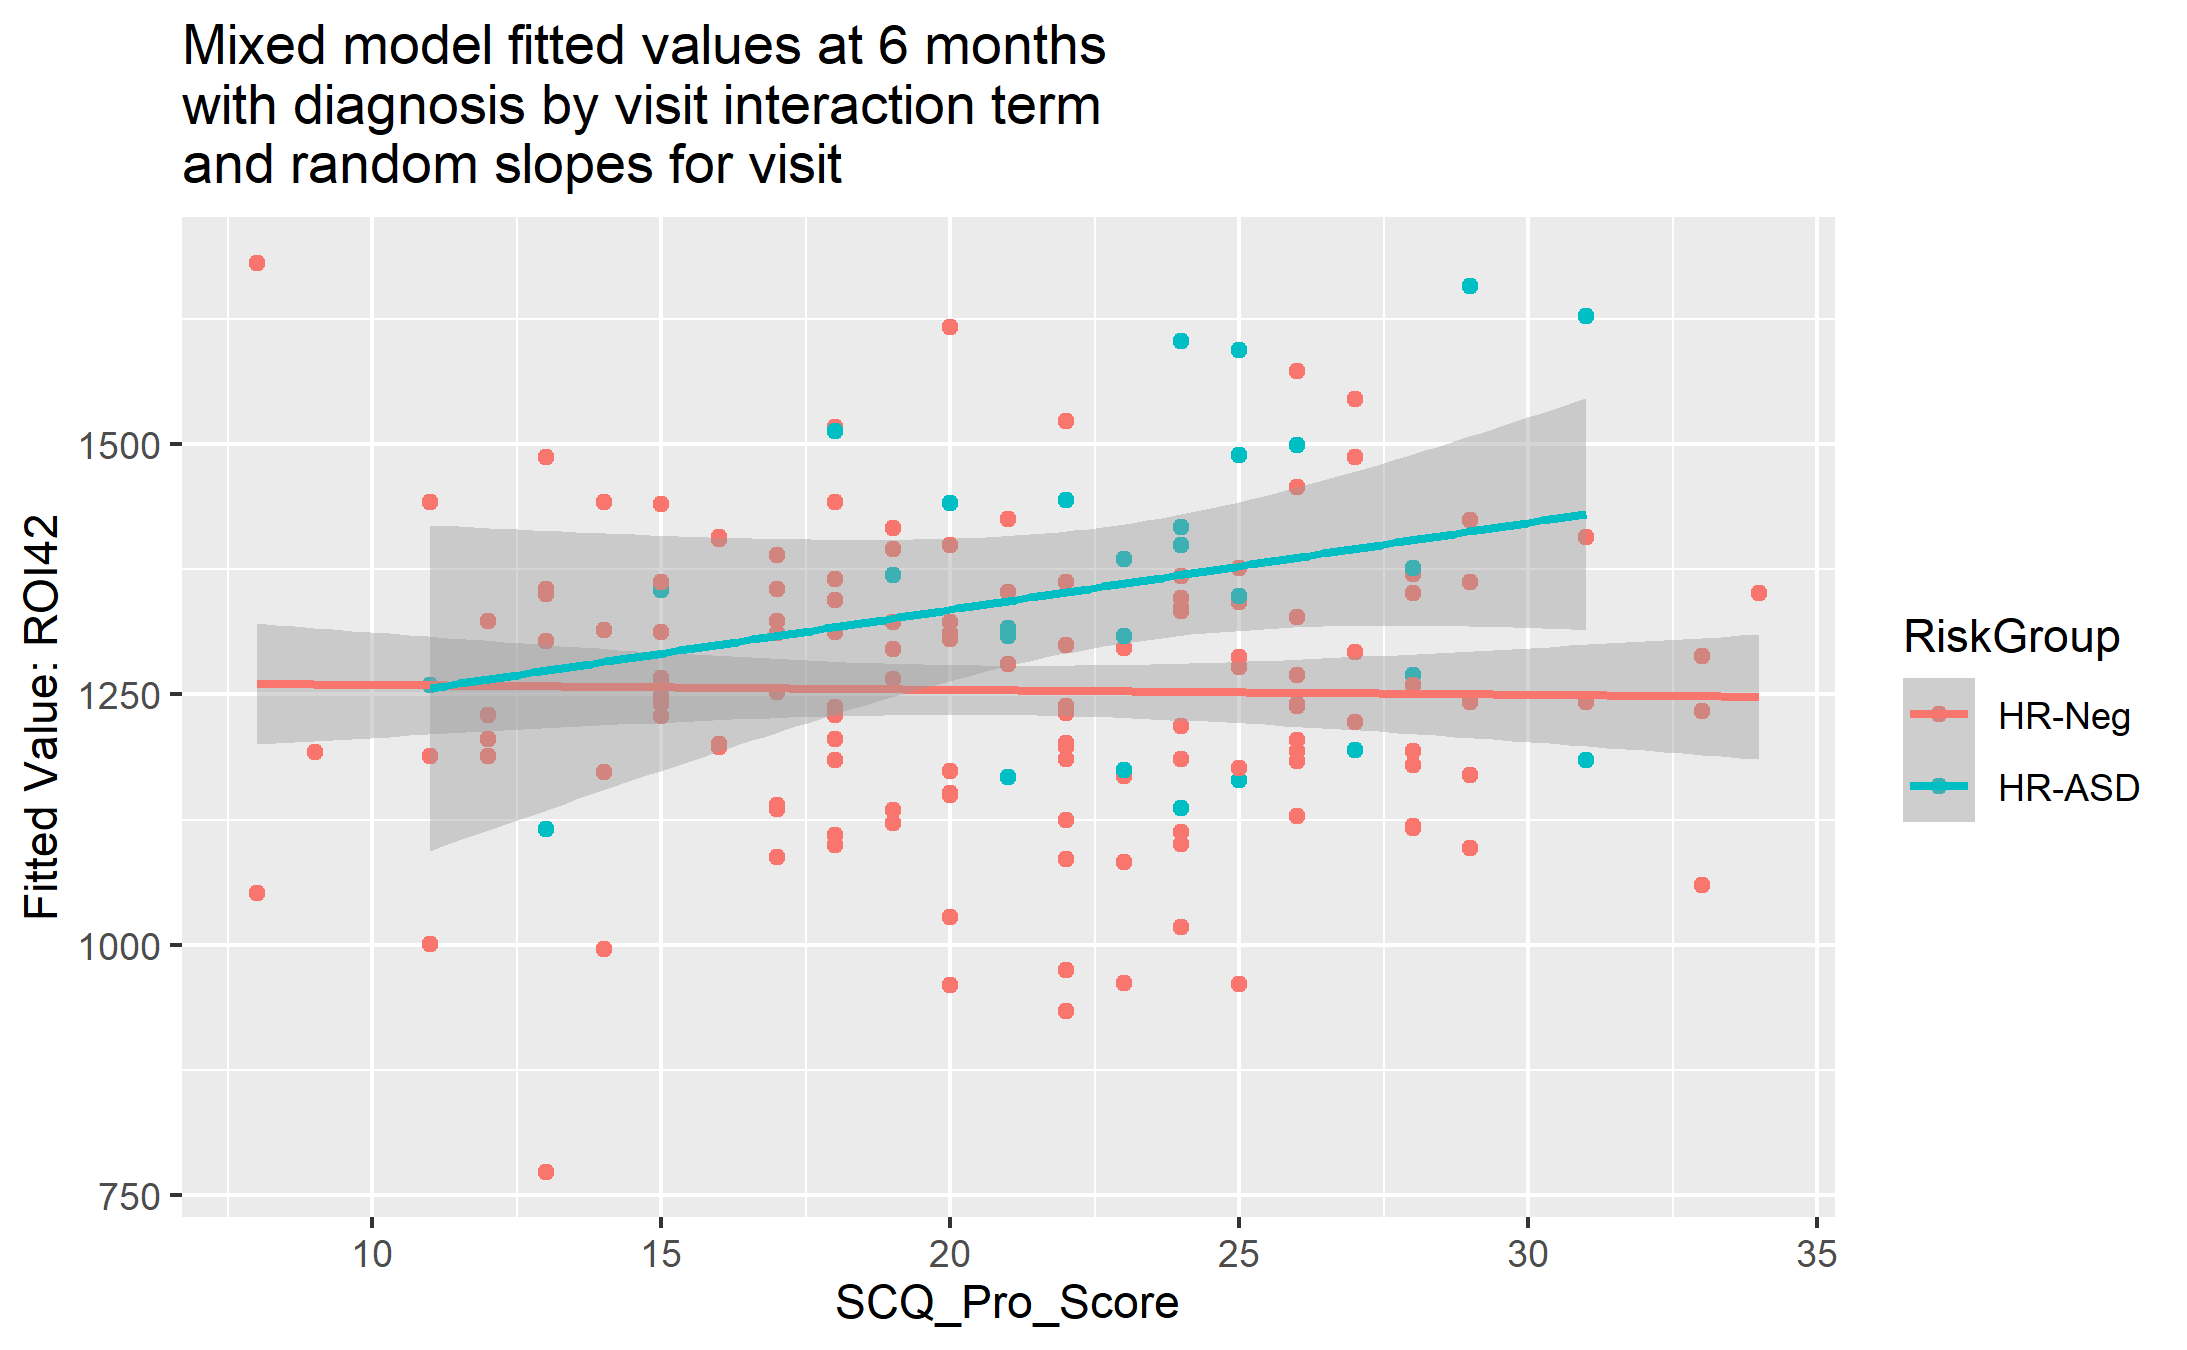 Mixed model fitted values at 6 months
with diagnosis by visit interaction term
and random slopes for visit
Fitted Value: ROI42
1500
1250
1000
750
10
15
20
25
30
35
SCQ_Pro_Score
RiskGroup
HR-Neg
HR-ASD